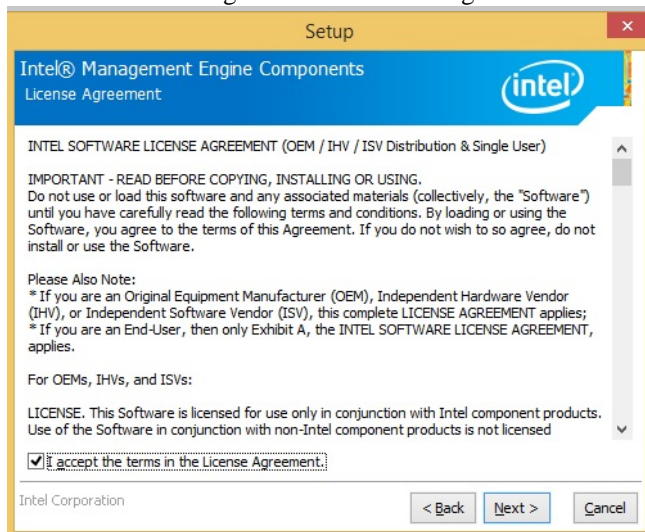 Setup
Intel® Management Engine Components
License Agreement
intel
INTEL SOFTWARE LICENSE AGREEMENT (OEM / IHV / ISV Distribution & Single User)
IMPORTANT - READ BEFORE COPYING, INSTALLING OR USING.
Do not use or load this software and any associated materials (collectively, the "Software")
until you have carefully read the following terms and conditions. By loading or using the
Software, you agree to the terms of this Agreement. If you do not wish to so agree, do not
install or use the Software.
Please Also Note:
* If you are an Original Equipment Manufacturer (OEM), Independent Hardware Vendor
(IHV), or Independent Software Vendor (ISV), this complete LICENSE AGREEMENT applies;
* If you are an End-User, then only Exhibit A, the INTEL SOFTWARE LICENSE AGREEMENT,
applies.
For OEMs, IHVs, and ISVs:
LICENSE. This Software is licensed for use only in conjunction with Intel component products.
Use of the Software in conjunction with non-Intel component products is not licensed
I accept the terms in the License Agreement.
Intel Corporation
< Back Next > Cancel